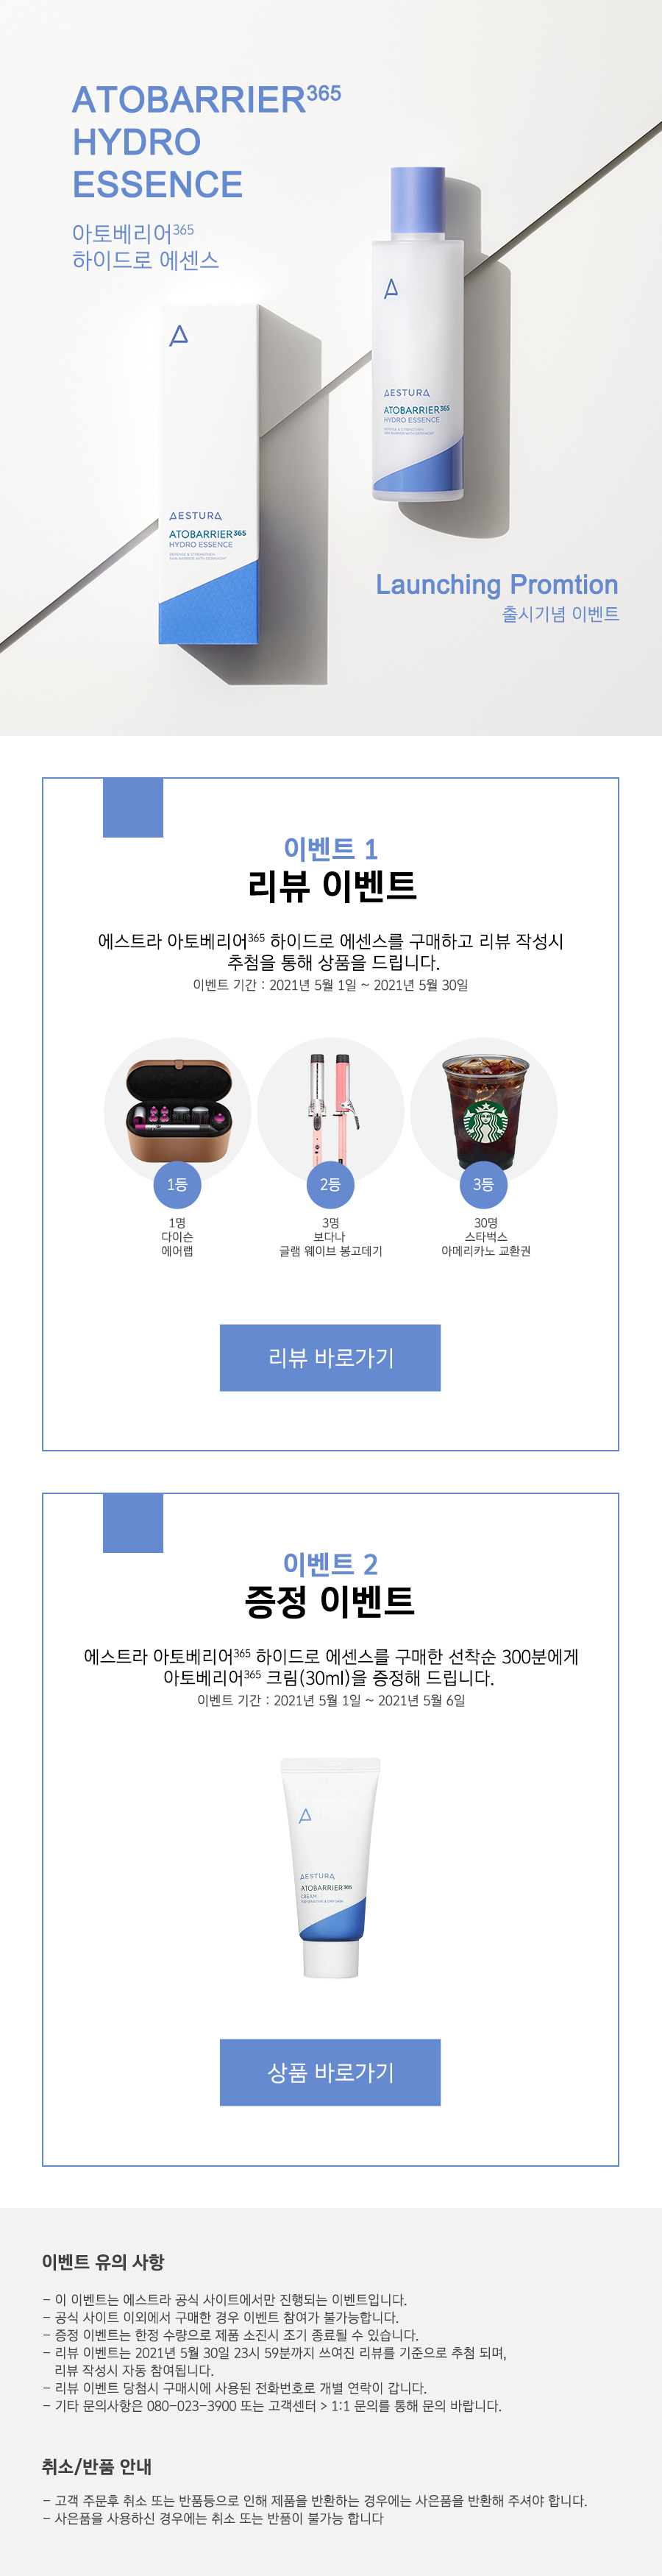 ATOBARRIER365
HYDRO
ESSENCE
아토베리어365
하이드로 에센스
AESTURA
ATOBARRIER365
HYDRO ESSENCE
AESTURA
ATOBARRIER365
HYDRO ESSENCE
DEFENSE & STRENGTHEN
SKIN BARRIER WITH DERMAON®
Launching Promtion
출시기념 이벤트
이벤트 1
리뷰 이벤트
에스트라 아토베리어365 하이드로 에센스를 구매하고 리뷰 작성시
추첨을 통해 상품을 드립니다.
이벤트 기간 : 2021년 5월 1일 ~ 2021년 5월 30일
1등
1명
다이슨
에어랩
2등
3명
보다나
글램 웨이브 봉고데기
3등
30명
스타벅스
아메리카노 교환권
리뷰 바로가기
이벤트 2
증정 이벤트
에스트라 아토베리어365 하이드로 에센스를 구매한 선착순 300분에게
아토베리어365 크림(30ml)을 증정해 드립니다.
이벤트 기간 : 2021년 5월 1일 ~ 2021년 5월 6일
AESTURA
ATOBARRIER365
CREAM
상품 바로가기
이벤트 유의 사항
- 이 이벤트는 에스트라 공식 사이트에서만 진행되는 이벤트입니다.
- 공식 사이트 이외에서 구매한 경우 이벤트 참여가 불가능합니다.
- 증정 이벤트는 한정 수량으로 제품 소진시 조기 종료될 수 있습니다.
- 리뷰 이벤트는 2021년 5월 30일 23시 59분까지 쓰여진 리뷰를 기준으로 추첨 되며,
리뷰 작성시 자동 참여됩니다.
- 리뷰 이벤트 당첨시 구매시에 사용된 전화번호로 개별 연락이 갑니다.
- 기타 문의사항은 080-023-3900 또는 고객센터 > 1:1 문의를 통해 문의 바랍니다.
취소/반품 안내
- 고객 주문후 취소 또는 반품등으로 인해 제품을 반환하는 경우에는 사은품을 반환해 주셔야 합니다.
- 사은품을 사용하신 경우에는 취소 또는 반품이 불가능 합니다